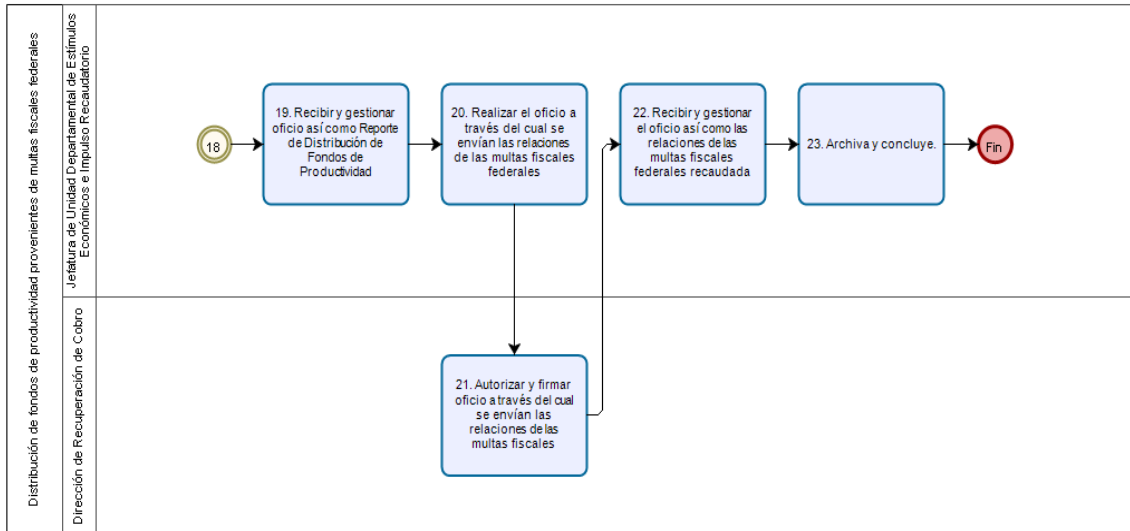 Distribución de fondos de productividad provenientes de multas fiscales federales
Jefatura de Unidad Departamental de Estímulos
Económicos e Impulso Recaudatorio
18
19. Recibir y gestionar
oficio así como Reporte
de Distribución de
Fondos de
Productividad
20. Realizar el oficio a
través del cual se
envían las relaciones
de las multas fiscales
federales
22. Recibir y gestionar
el oficio así como las
relaciones de las
multas fiscales
federales recaudada
23. Archiva y concluye.
Fin
Dirección de Recuperación de Cobro
21. Autorizar y firmar
oficio a través del cual
se envían las
relaciones de las
multas fiscales